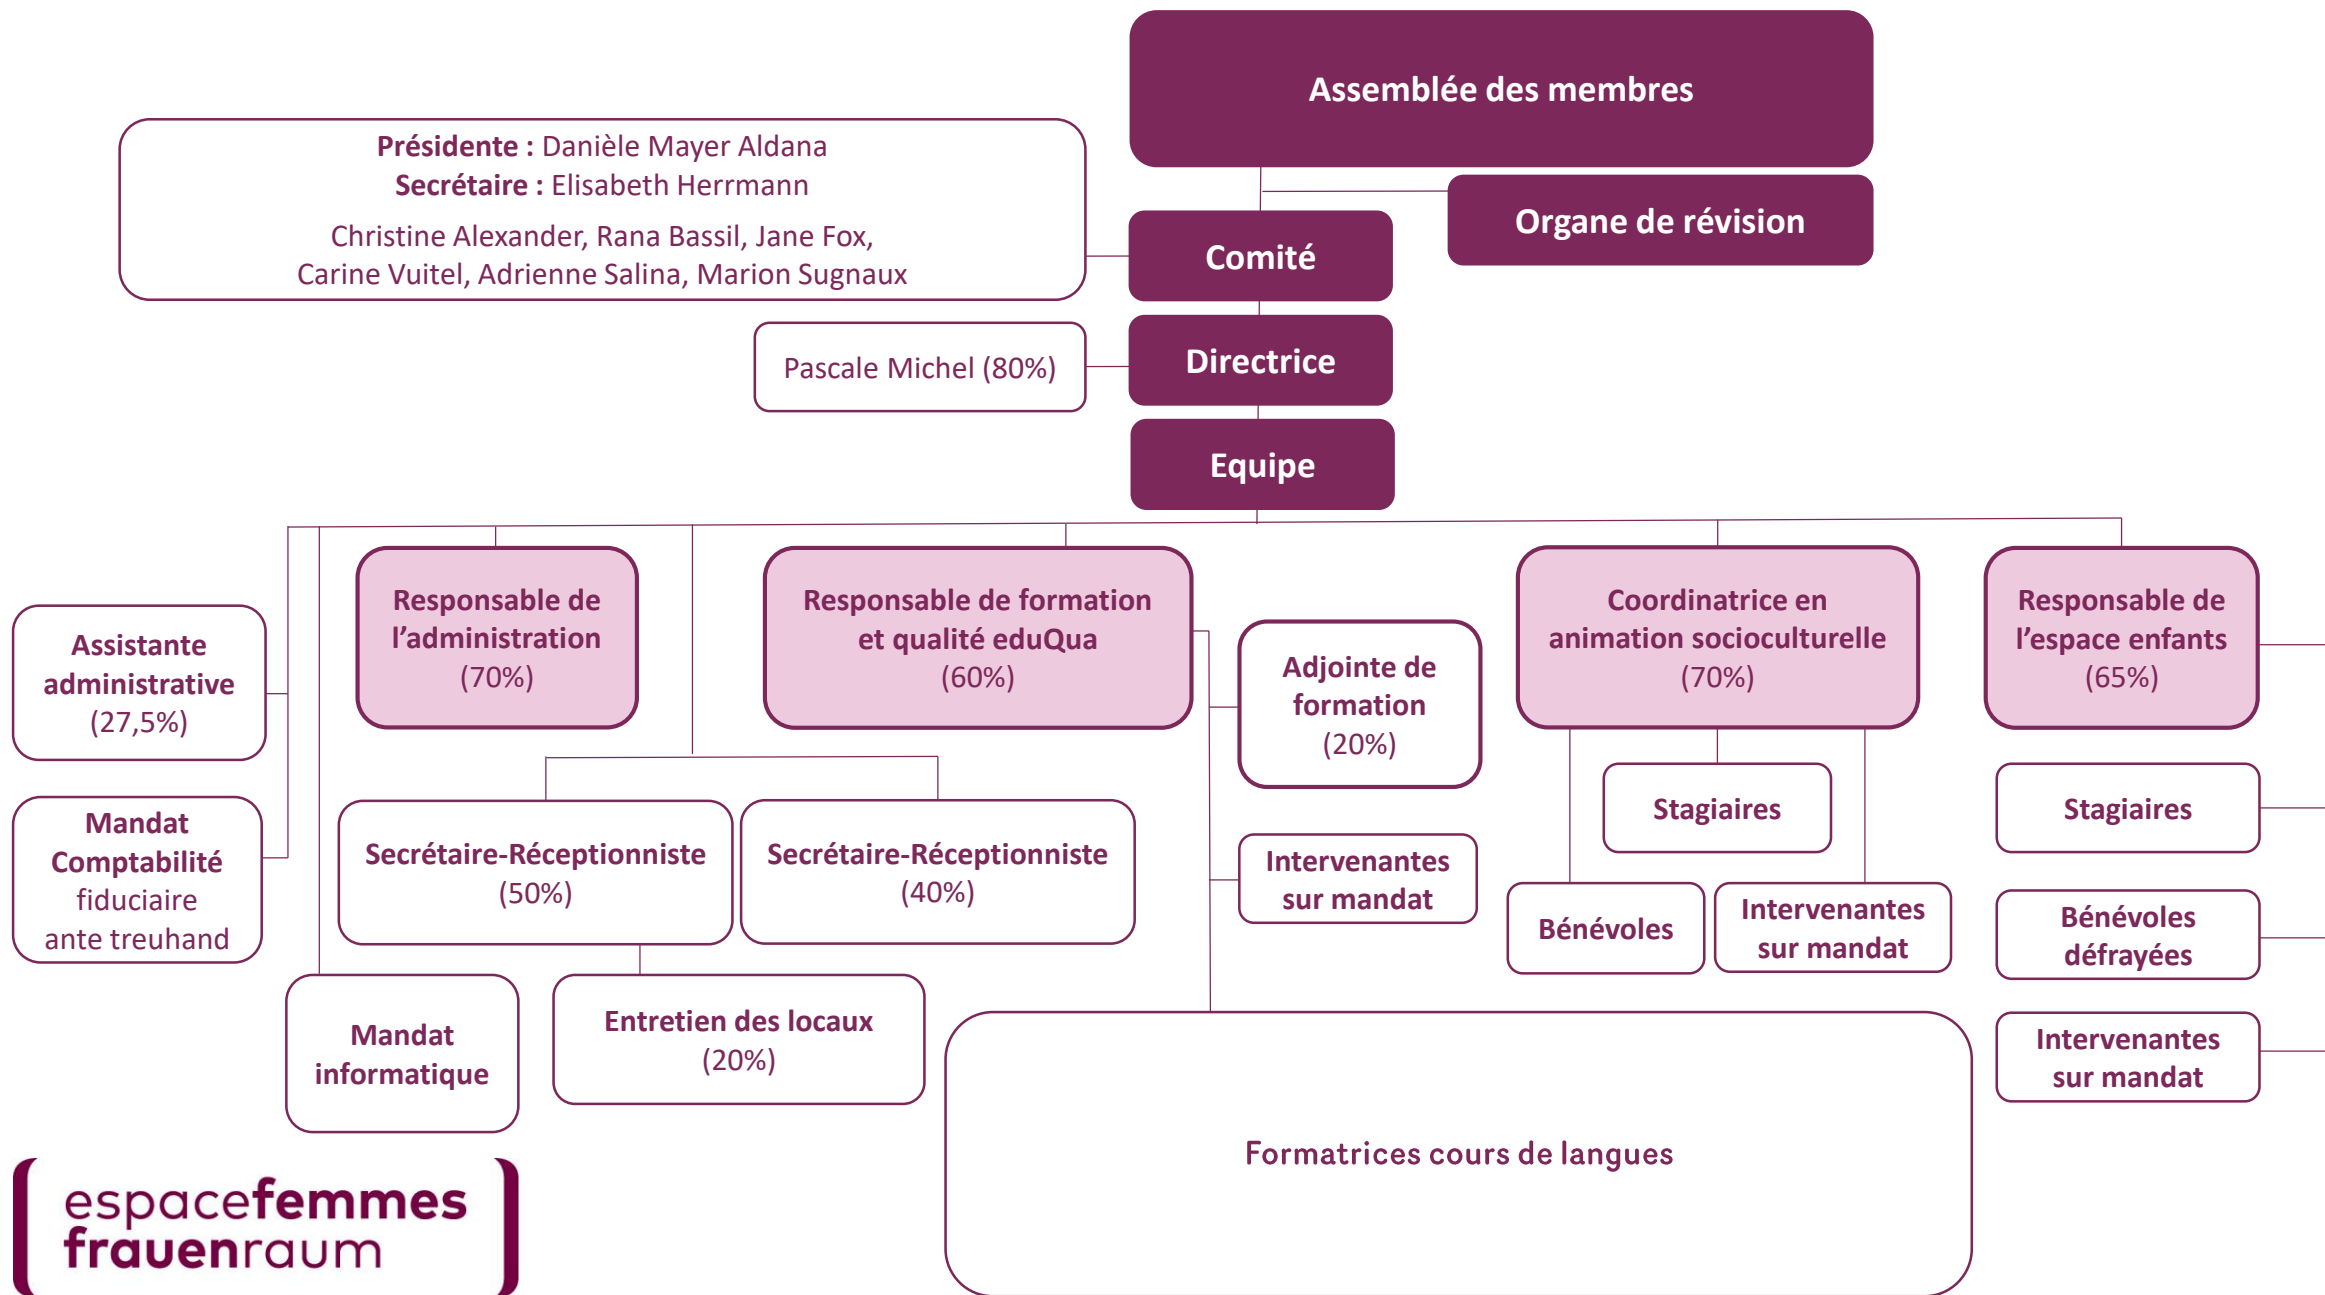 Assemblée des membres
Présidente : Danièle Mayer Aldana
Secrétaire : Elisabeth Herrmann
Christine Alexander, Rana Bassil, Jane Fox,
Carine Vuitel, Adrienne Salina, Marion Sugnaux
Organe de révision
Comité
Pascale Michel (80%)
Directrice
Equipe
Assistante
administrative
(27,5%)
Responsable de
l’administration
(70%)
Responsable de formation
et qualité eduQua
(60%)
Adjointe de
formation
(20%)
Coordinatrice en
animation socioculturelle
(70%)
Responsable de
l’espace enfants
(65%)
Mandat
Comptabilité
fiduciaire
ante treuhand
Secrétaire-Réceptionniste
(50%)
Secrétaire-Réceptionniste
(40%)
Intervenantes
sur mandat
Stagiaires
Bénévoles
Intervenantes
sur mandat
Stagiaires
Bénévoles
défrayées
Intervenantes
sur mandat
Mandat
informatique
Entretien des locaux
(20%)
Formatrices cours de langues
espacefemmes
frauenraum